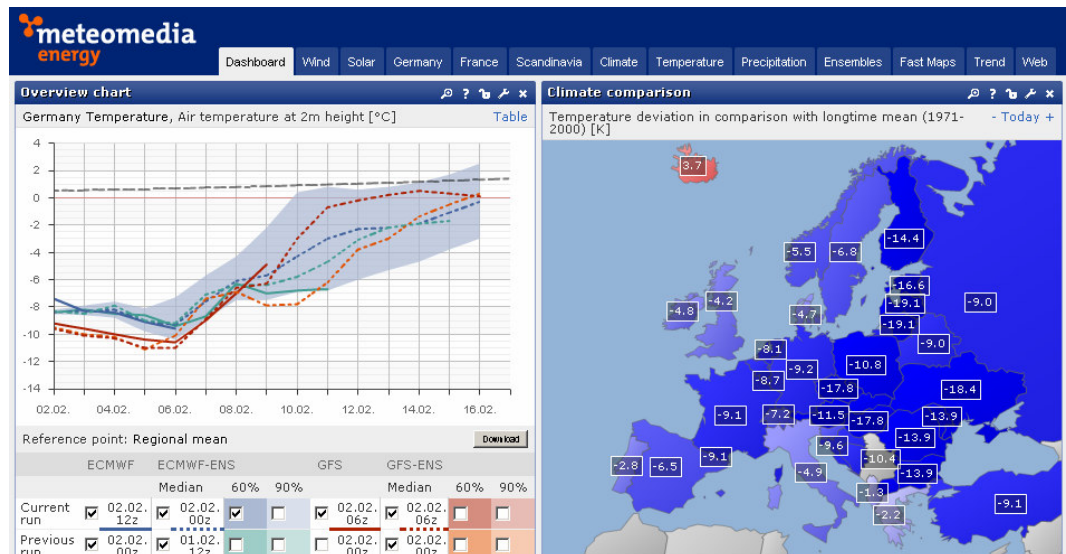 meteomedia
energy
Dashboard Wind Solar Germany France Scandinavia Climate Temperature Precipitation Ensembles Fast Maps Trend Web
Overview chart
Germany Temperature, Air temperature at 2m height [°C] Table
4
2
0
-2
-4
-6
-8
-10
-12
-14
02.02. 04.02. 06.02. 08.02. 10.02. 12.02. 14.02. 16.02.
Reference point: Regional mean Download
ECMWF ECMWF-ENS GFS GFS-ENS
Median 60% 90% Median 60% 90%
Current run 02.02. 12z 02.02. 00z 02.02. 06z 02.02. 06z
Previous run 02.02. 00z 01.02. 12z 02.02. 00z 02.02. 00z
Climate comparison
Temperature deviation in comparison with longtime mean (1971-
2000) [K] - Today +
3.7
-14.4
-5.5 -6.8
-16.6
-4.8 -4.2 -19.1 -9.0
-4.7
-19.1
-8.1 -9.0
-9.2 -10.8
-8.7 -17.8 -18.4
-9.1 -7.2 -11.5 -17.8 -13.9
-9.6 -13.9
-2.8 -6.5 -9.1 -10.4
-4.9 -13.9
-1.3
-2.2 -9.1